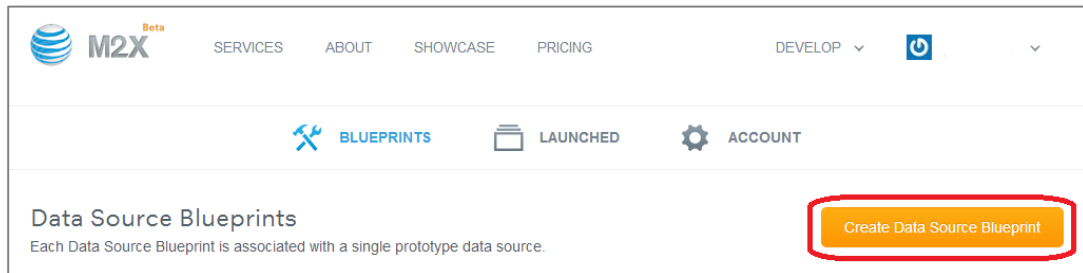 M2X Beta
SERVICES ABOUT SHOWCASE PRICING DEVELOP
BLUEPRINTS LAUNCHED ACCOUNT
Data Source Blueprints
Each Data Source Blueprint is associated with a single prototype data source.
Create Data Source Blueprint